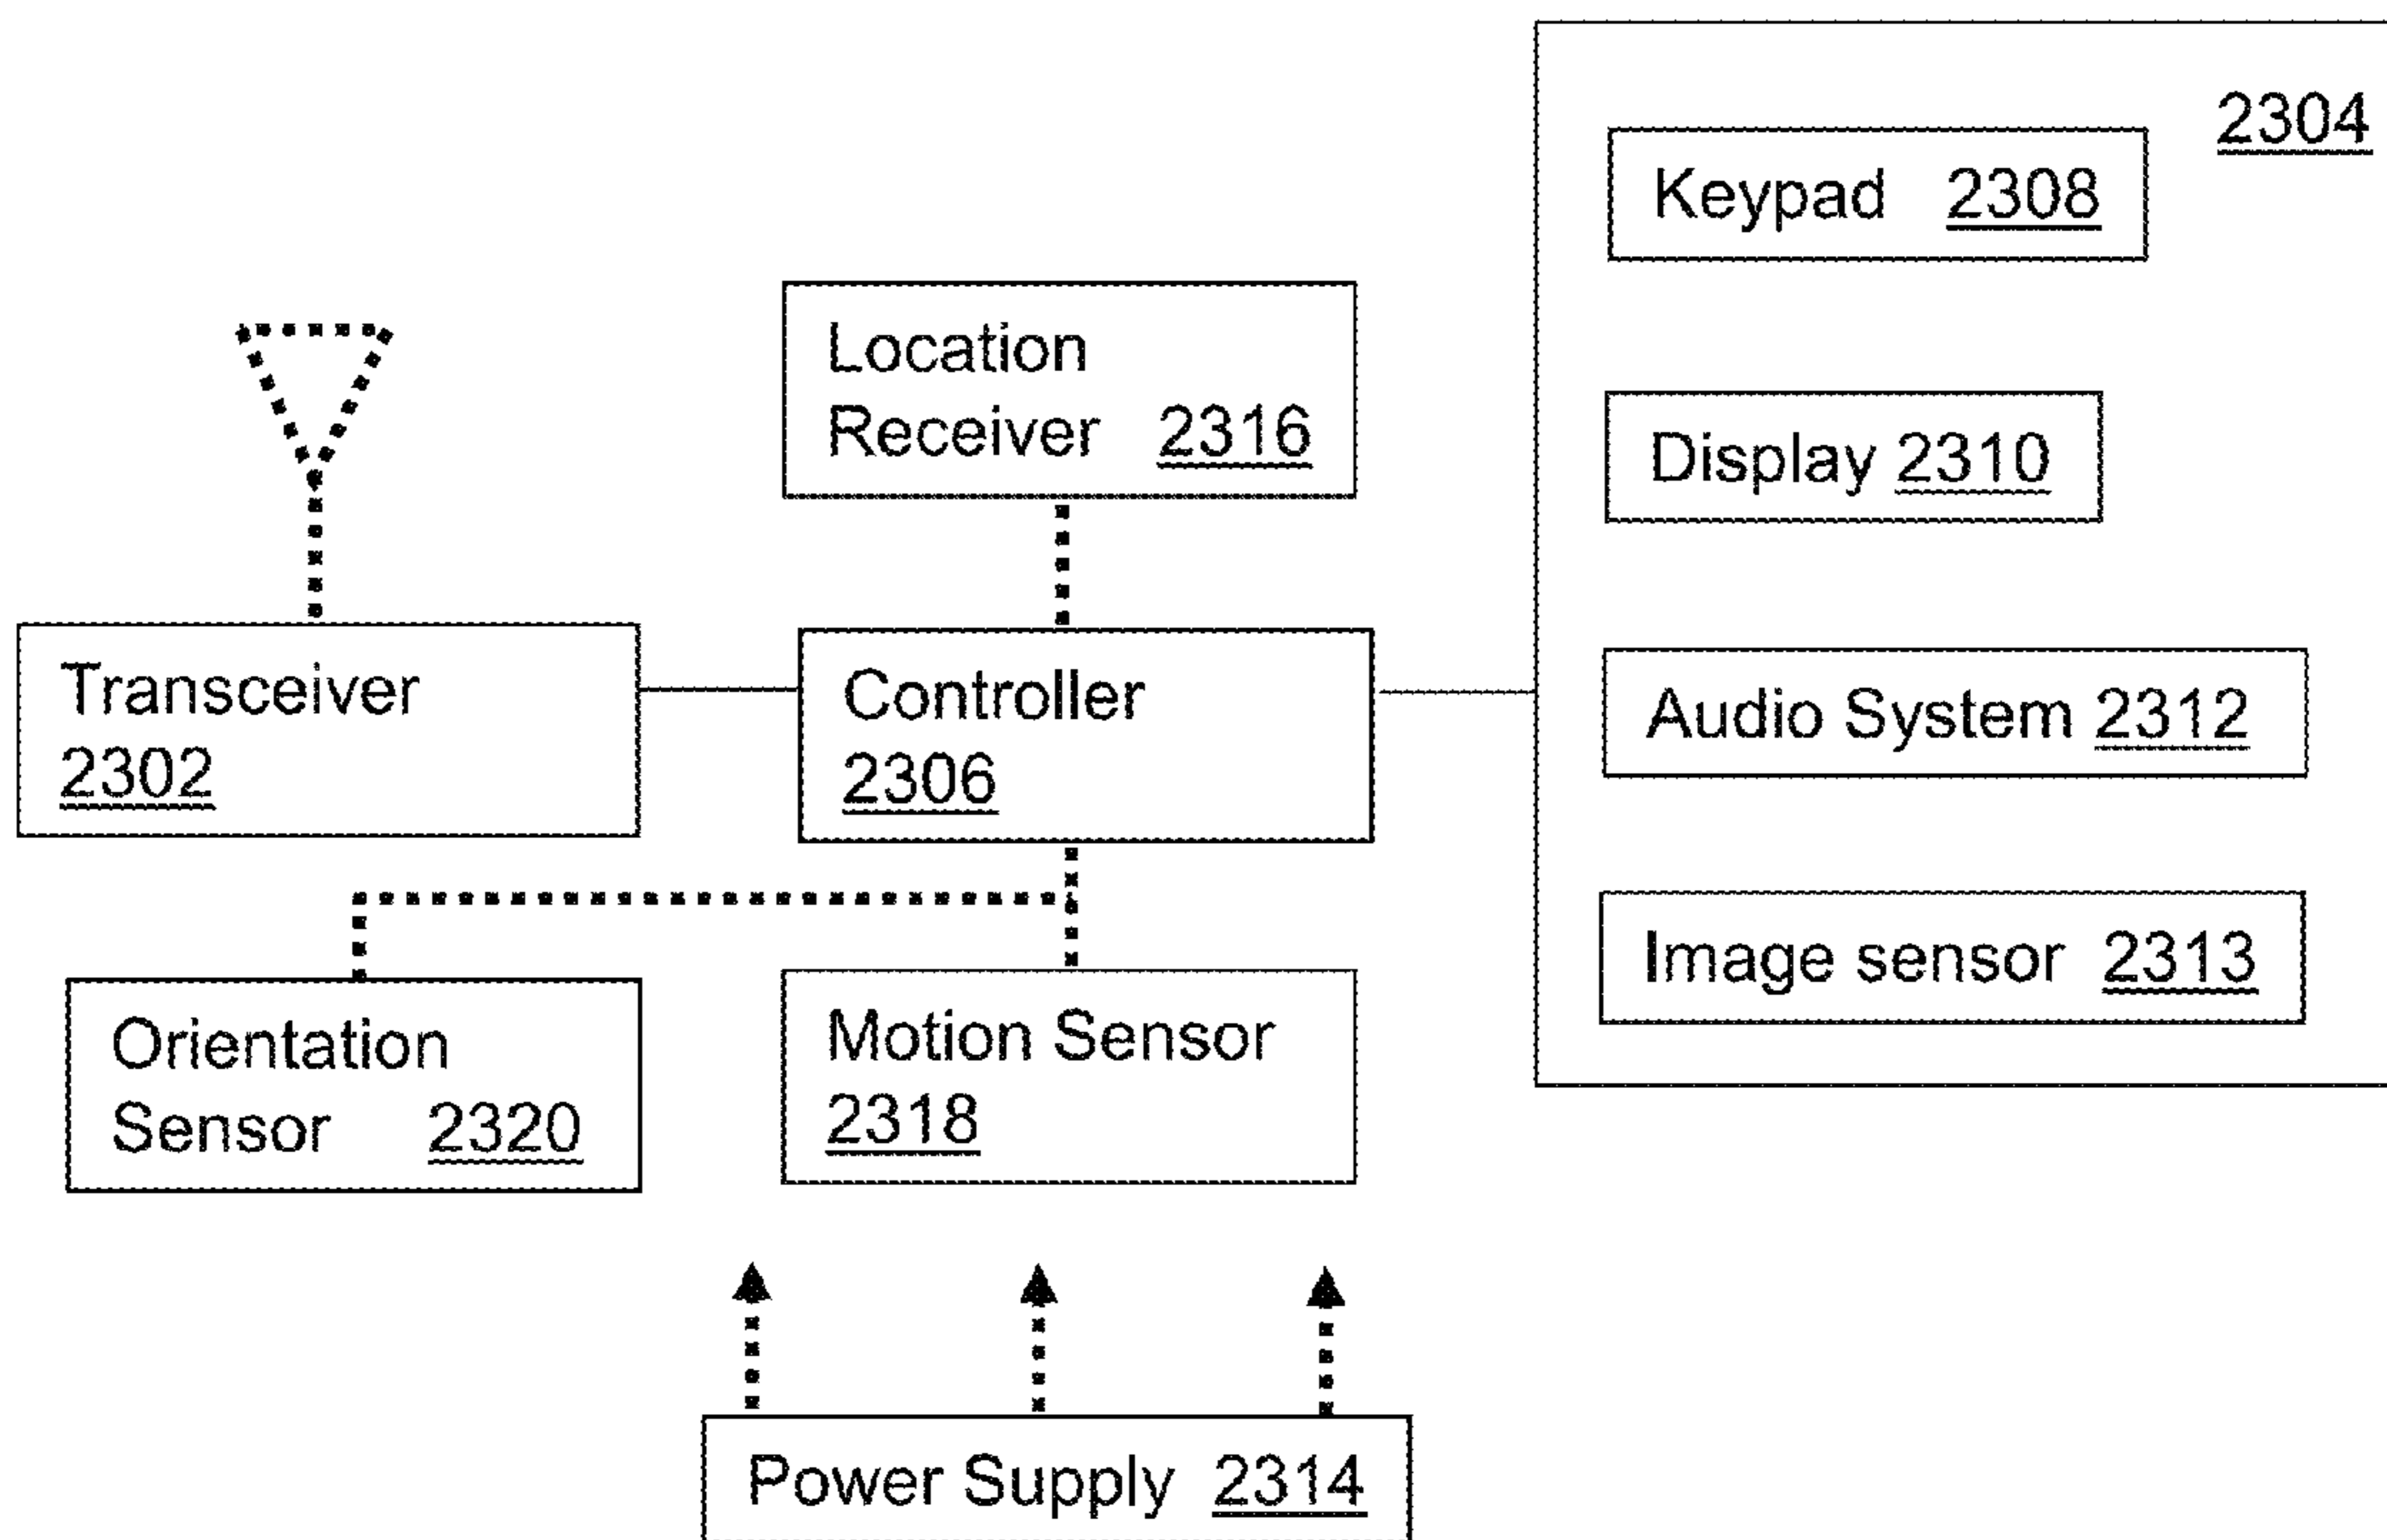 2304
Keypad 2308
Location
Receiver 2316
Display 2310
Transceiver
2302
Controller
2306
Audio System 2312
Image sensor 2313
Orientation
Sensor 2320
Motion Sensor
2318
Power Supply 2314